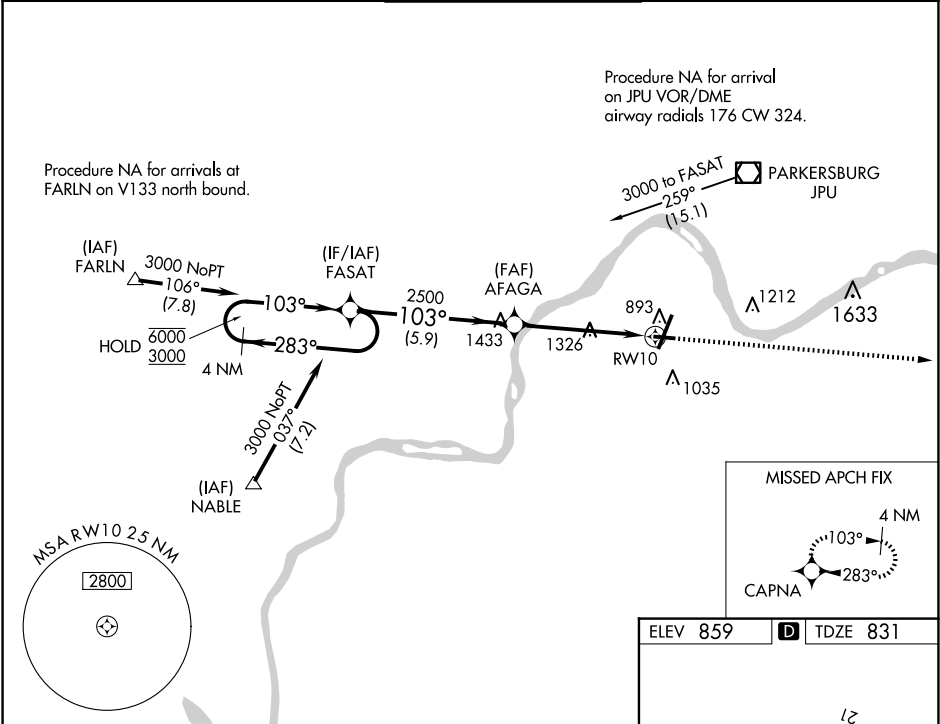 Procedure NA for arrival
on JPU VOR/DME
airway radials 176 CW 324.
Procedure NA for arrivals at
FARLN on V133 north bound.
3000 to FASAT
259°
(15.1)
PARKERSBURG
JPU
(IAF)
FARLN
3000 NoPT
106°
(7.8)
(IF/IAF)
FASAT
103°
2500
103°
(5.9)
(FAF)
AFAGA
1433
1326
893
RW10
1212
1633
1035
HOLD
6000
3000
283°
4 NM
3000 NoPT
037°
(7.2)
(IAF)
NABLE
MSA RW10 25 NM
2800
MISSED APCH FIX
4 NM
103°
283°
CAPNA
ELEV 859 D TDZE 831
21